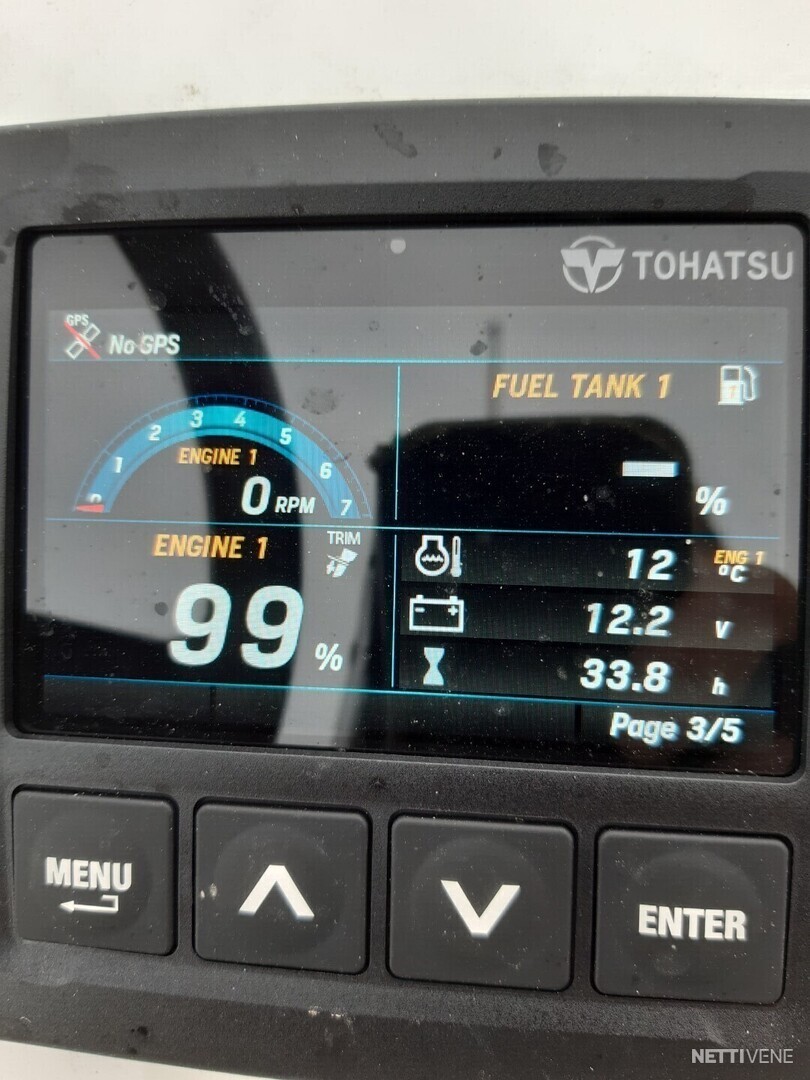 TOHATSU
GPS
No GPS
0 1 2 3 4 5 6 7
ENGINE 1
0 RPM
FUEL TANK 1
– %
ENGINE 1
TRIM
99 %
12 ENG 1 °C
12.2 V
33.8 h
Page 3/5
MENU
ENTER
NETTIVENE